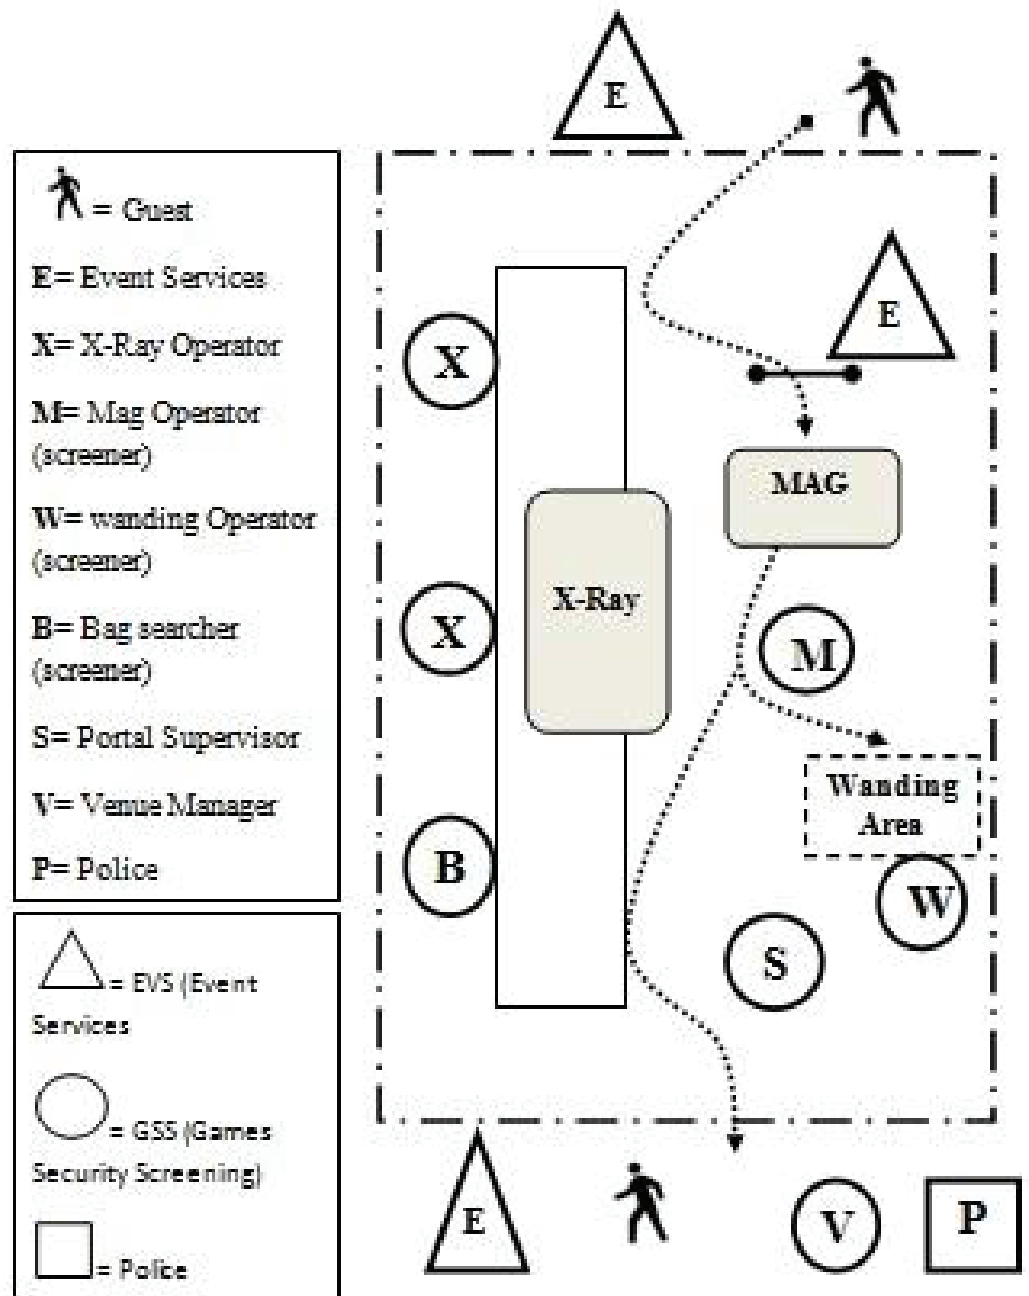 E
= Guest
E= Event Services
X= X-Ray Operator
M= Mag Operator
(screener)
W= wanding Operator
(screener)
B= Bag searcher
(screener)
S= Portal Supervisor
V= Venue Manager
P= Police
= EVS (Event
Services
= GSS (Games
Security Screening)
= Police
E
X
MAG
X-Ray
X
M
Wanding
Area
B
W
S
E
V
P